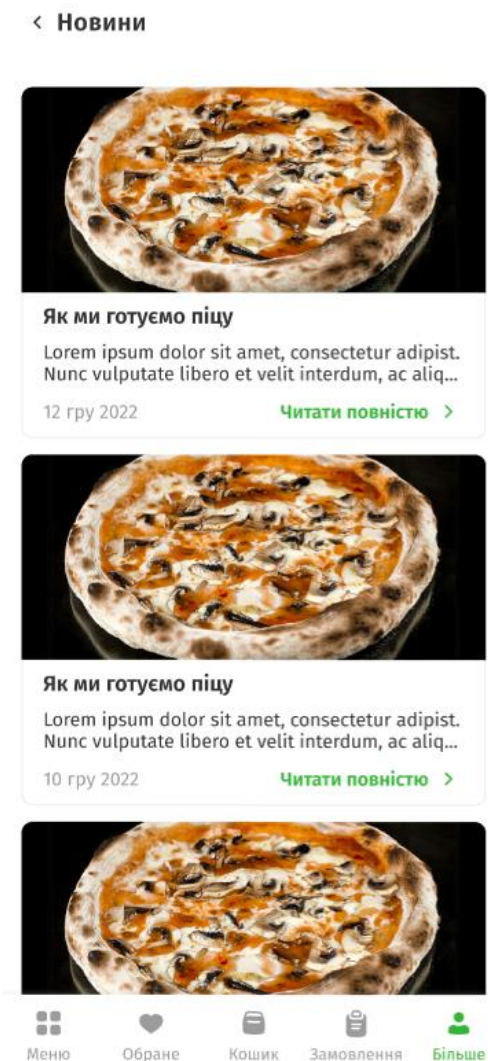 Новини
Як ми готуємо піцу
Lorem ipsum dolor sit amet, consectetur adipist.
Nunc vulputate libero et velit interdum, ac aliq...
12 гру 2022 Читати повністю
Як ми готуємо піцу
Lorem ipsum dolor sit amet, consectetur adipist.
Nunc vulputate libero et velit interdum, ac aliq...
10 гру 2022 Читати повністю
Меню Обране Кошик Замовлення Більше